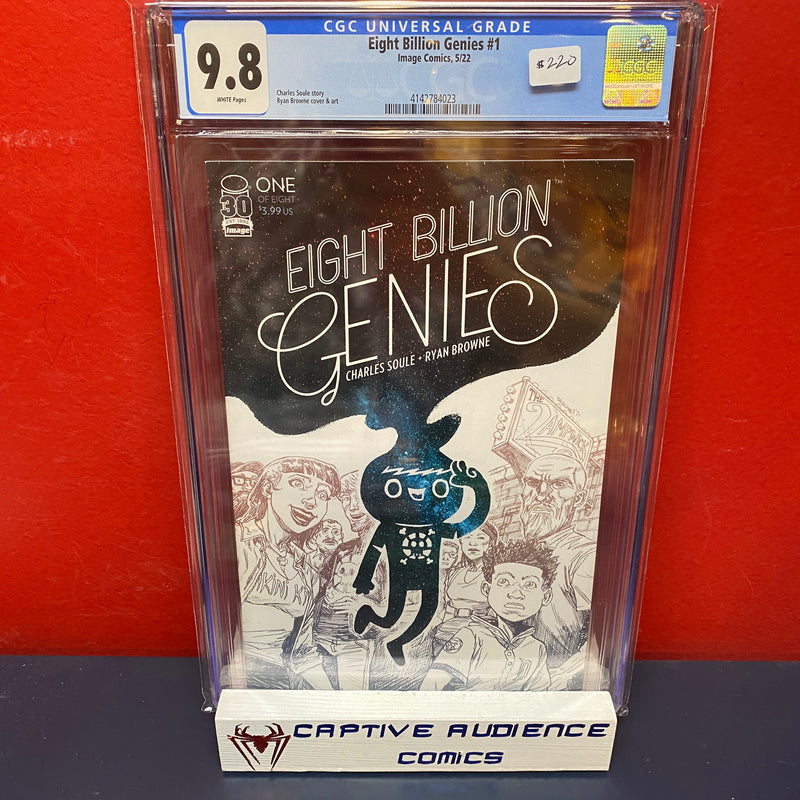 CGC UNIVERSAL GRADE
9.8
WHITE Pages
Eight Billion Genies #1
Image Comics, 5/22
$220
Charles Soule story
Ryan Browne cover & art
4142784023
CGC
30
Image
ONE
OF EIGHT
$3.99 US
EIGHT BILLION
GENIES
TM
CHARLES SOULE + RYAN BROWNE
THE
CAPTIVE AUDIENCE
COMICS